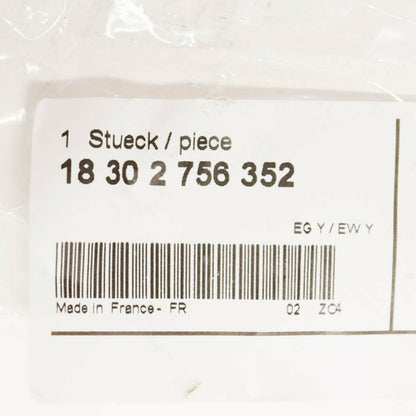 1 Stueck / piece
18 30 2 756 352
EG Y / EW Y
Made in France - FR 02 ZC4